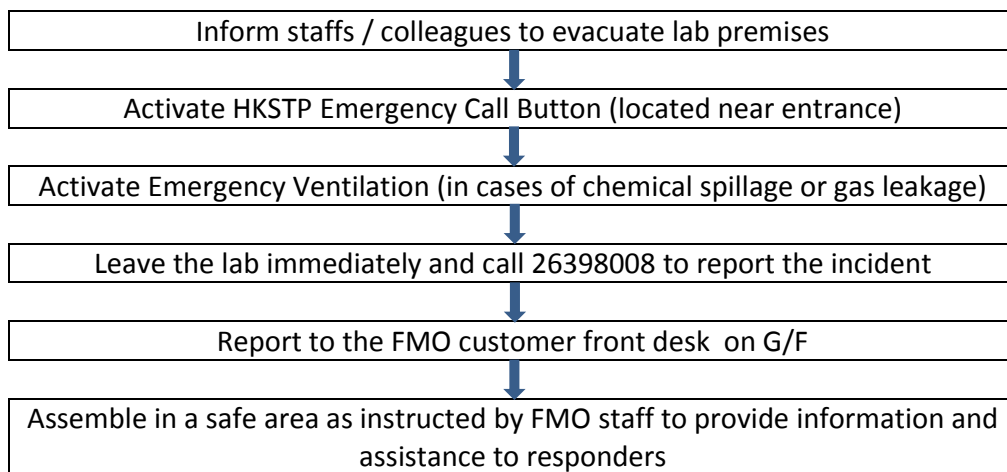 Inform staffs / colleagues to evacuate lab premises
Activate HKSTP Emergency Call Button (located near entrance)
Activate Emergency Ventilation (in cases of chemical spillage or gas leakage)
Leave the lab immediately and call 26398008 to report the incident
Report to the FMO customer front desk on G/F
Assemble in a safe area as instructed by FMO staff to provide information and
assistance to responders